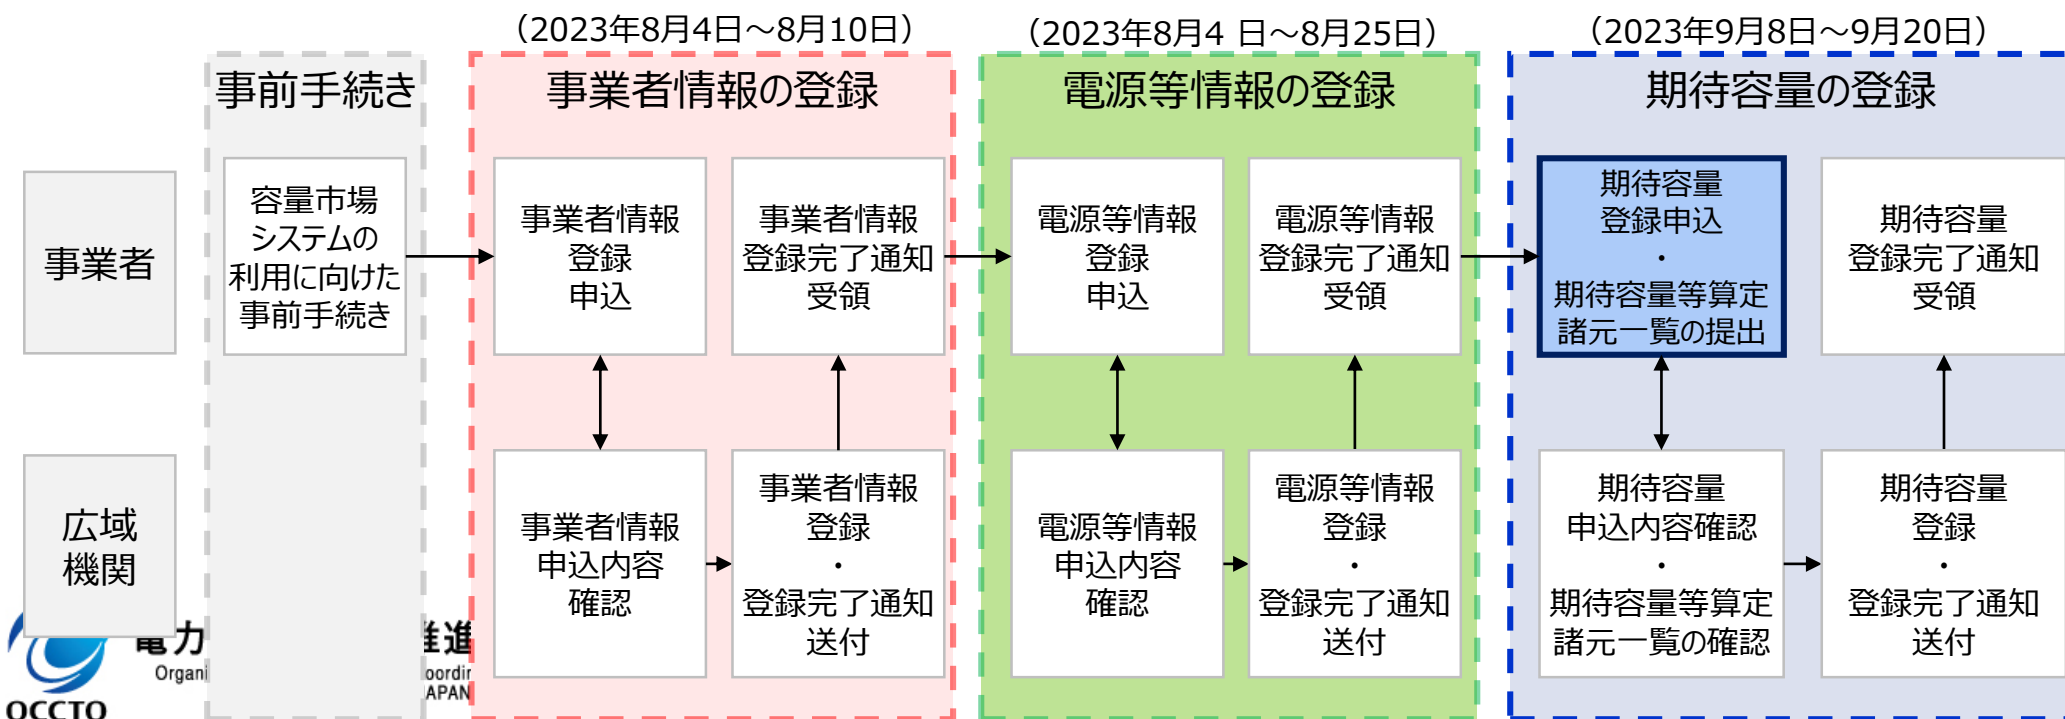 （2023年8月4日～8月10日）
（2023年8月4 日～8月25日）
（2023年9月8日～9月20日）
事前手続き
事業者情報の登録
電源等情報の登録
期待容量の登録
事業者
容量市場
システムの
利用に向けた
事前手続き
事業者情報
登録
申込
事業者情報
登録完了通知
受領
電源等情報
登録
申込
電源等情報
登録完了通知
受領
期待容量
登録申込
・
期待容量等算定
諸元一覧の提出
期待容量
登録完了通知
受領
広域
機関
事業者情報
申込内容
確認
事業者情報
登録
・
登録完了通知
送付
電源等情報
申込内容
確認
電源等情報
登録
・
登録完了通知
送付
期待容量
申込内容確認
・
期待容量等算定
諸元一覧の確認
期待容量
登録
・
登録完了通知
送付
電力
推進
Organi
oordin
JAPAN
OCCTO